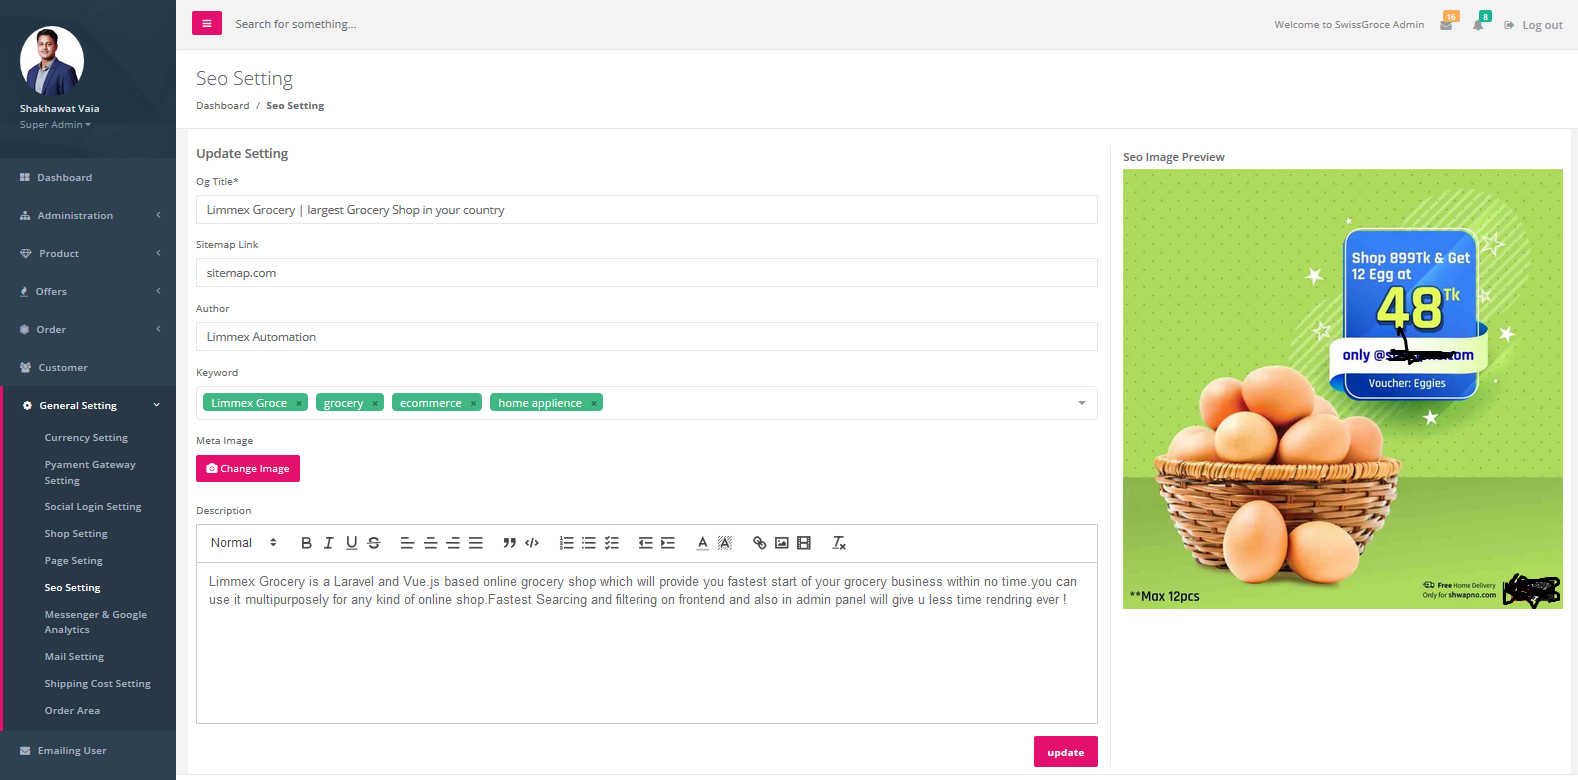 Shakhawat Vaia
Super Admin
Dashboard
Administration
Product
Offers
Order
Customer
General Setting
Currency Setting
Pyament Gateway
Setting
Social Login Setting
Shop Setting
Page Seting
Seo Setting
Messenger & Google
Analytics
Mail Setting
Shipping Cost Setting
Order Area
Emailing User
Search for something...
Welcome to SwissGroce Admin
16
8
Log out
Seo Setting
Dashboard / Seo Setting
Update Setting
Og Title*
Limmex Grocery | largest Grocery Shop in your country
Sitemap Link
sitemap.com
Author
Limmex Automation
Keyword
Limmex Groce × grocery × ecommerce × home applience ×
Meta Image
Change Image
Description
Normal
Limmex Grocery is a Laravel and Vue.js based online grocery shop which will provide you fastest start of your grocery business within no time.you can
use it multipurposely for any kind of online shop.Fastest Searcing and filtering on frontend and also in admin panel will give u less time rendring ever !
update
Seo Image Preview
Shop 899Tk & Get
12 Egg at
48Tk
only
Voucher: Eggies
**Max 12pcs
Free Home Delivery
Only for shwapno.com